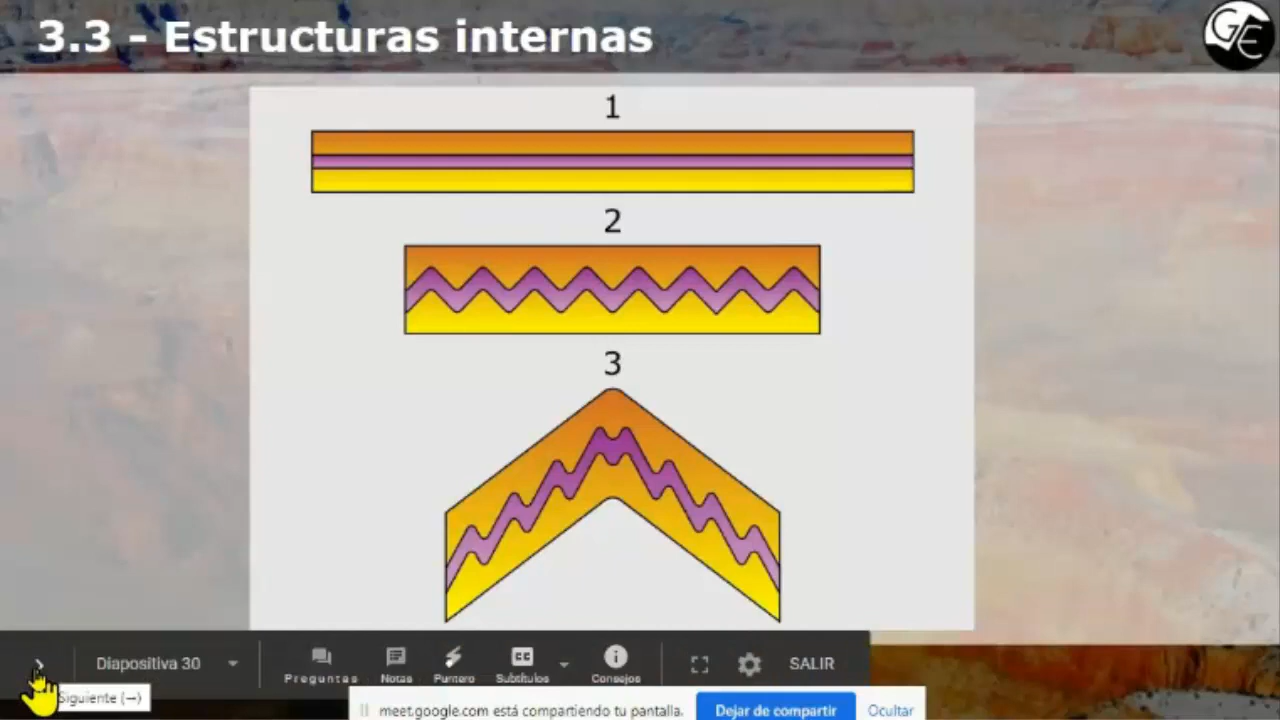 3.3 - Estructuras internas
GE
1
2
3
Diapositiva 30
Preguntas
Notas
Puntero
Subtítulos
Consejos
SALIR
Siguiente (→)
meet.google.com está compartiendo tu pantalla.
Dejar de compartir
Ocultar